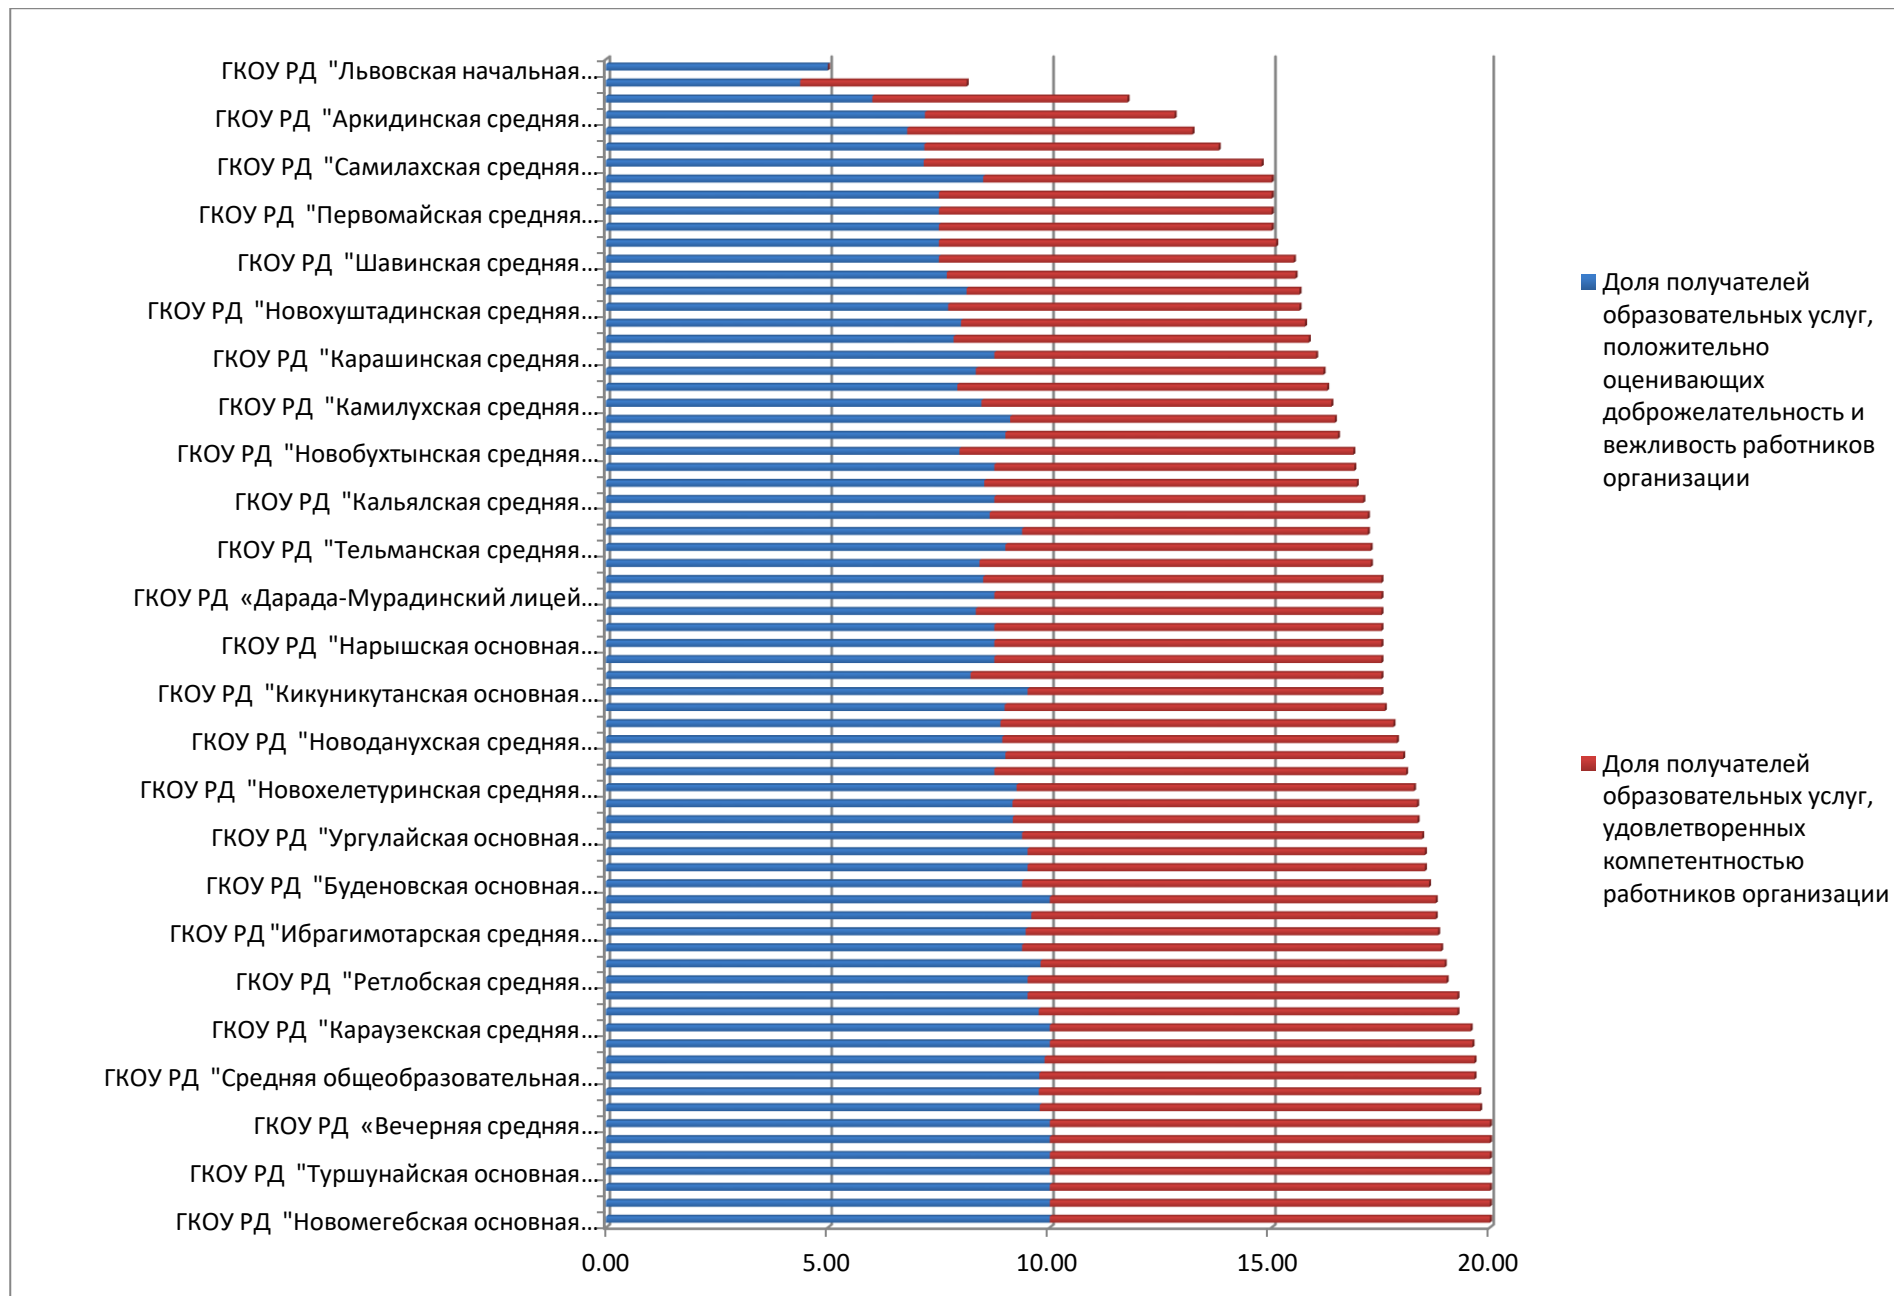 ГКОУ РД "Львовская начальная...
ГКОУ РД "Аркидинская средняя...
ГКОУ РД "Самилахская средняя...
ГКОУ РД "Первомайская средняя...
ГКОУ РД "Шавинская средняя...
ГКОУ РД "Новохуштадинская средняя...
ГКОУ РД "Карашинская средняя...
ГКОУ РД "Камилухская средняя...
ГКОУ РД "Новобухтынская средняя...
ГКОУ РД "Кальялская средняя...
ГКОУ РД "Тельманская средняя...
ГКОУ РД «Дарада-Мурадинский лицей...
ГКОУ РД "Нарышская основная...
ГКОУ РД "Кикуникутанская основная...
ГКОУ РД "Новоданухская средняя...
ГКОУ РД "Новохелетуринская средняя...
ГКОУ РД "Ургулайская основная...
ГКОУ РД "Буденовская основная...
ГКОУ РД "Ибрагимотарская средняя...
ГКОУ РД "Ретлобская средняя...
ГКОУ РД "Караузекская средняя...
ГКОУ РД "Средняя общеобразовательная...
ГКОУ РД «Вечерняя средняя...
ГКОУ РД "Туршунайская основная...
ГКОУ РД "Новомегебская основная...
0.00 5.00 10.00 15.00 20.00
Доля получателей
образовательных услуг,
положительно
оценивающих
доброжелательность и
вежливость работников
организации
Доля получателей
образовательных услуг,
удовлетворенных
компетентностью
работников организации